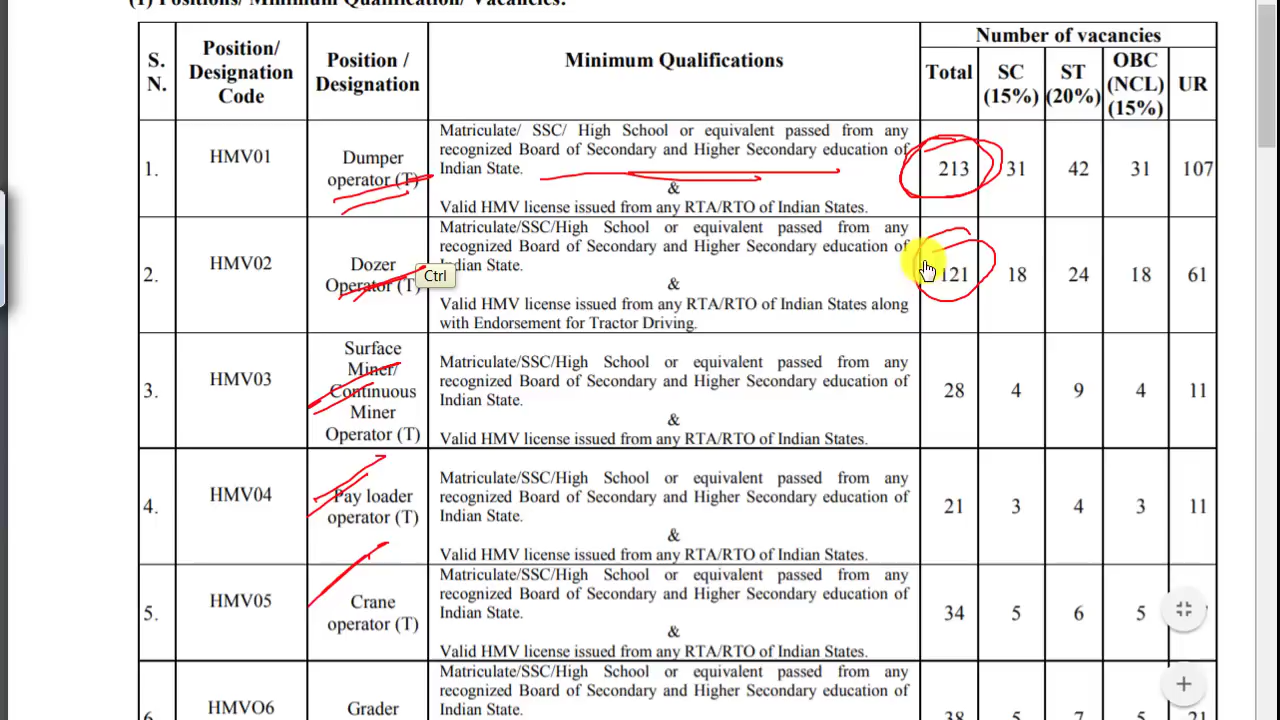 (1) Positions/ Minimum Qualification/ Vacancies:
S. N. Position/ Designation Code Position / Designation Minimum Qualifications Number of vacancies
Total SC (15%) ST (20%) OBC (NCL) (15%) UR
1. HMV01 Dumper operator (T) 213 31 42 31 107
Matriculate/ SSC/ High School or equivalent passed from any
recognized Board of Secondary and Higher Secondary education of
Indian State.
&
Valid HMV license issued from any RTA/RTO of Indian States.
2. HMV02 Dozer Operator (T) 121 18 24 18 61
Ctrl
Matriculate/SSC/High School or equivalent passed from any
recognized Board of Secondary and Higher Secondary education of
Indian State.
&
Valid HMV license issued from any RTA/RTO of Indian States along
with Endorsement for Tractor Driving.
3. HMV03 Surface Miner/ Continuous Miner Operator (T) 28 4 9 4 11
Matriculate/SSC/High School or equivalent passed from any
recognized Board of Secondary and Higher Secondary education of
Indian State.
&
Valid HMV license issued from any RTA/RTO of Indian States.
4. HMV04 Pay loader operator (T) 21 3 4 3 11
Matriculate/SSC/High School or equivalent passed from any
recognized Board of Secondary and Higher Secondary education of
Indian State.
&
Valid HMV license issued from any RTA/RTO of Indian States.
5. HMV05 Crane operator (T) 34 5 6 5
Matriculate/SSC/High School or equivalent passed from any
recognized Board of Secondary and Higher Secondary education of
Indian State.
&
Valid HMV license issued from any RTA/RTO of Indian States.
6. HMVO6 Grader 38 5 7 5 21
Matriculate/SSC/High School or equivalent passed from any
recognized Board of Secondary and Higher Secondary education of
Indian State.